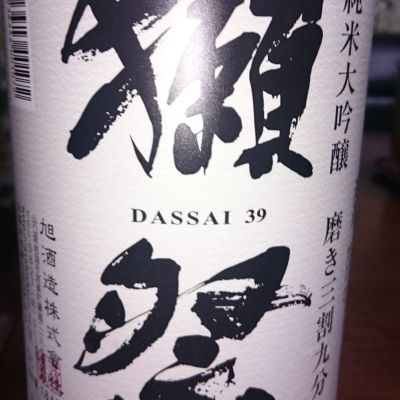 純米大吟醸
磨き三割九分
獺祭
DASSAI 39
旭酒造株式会社